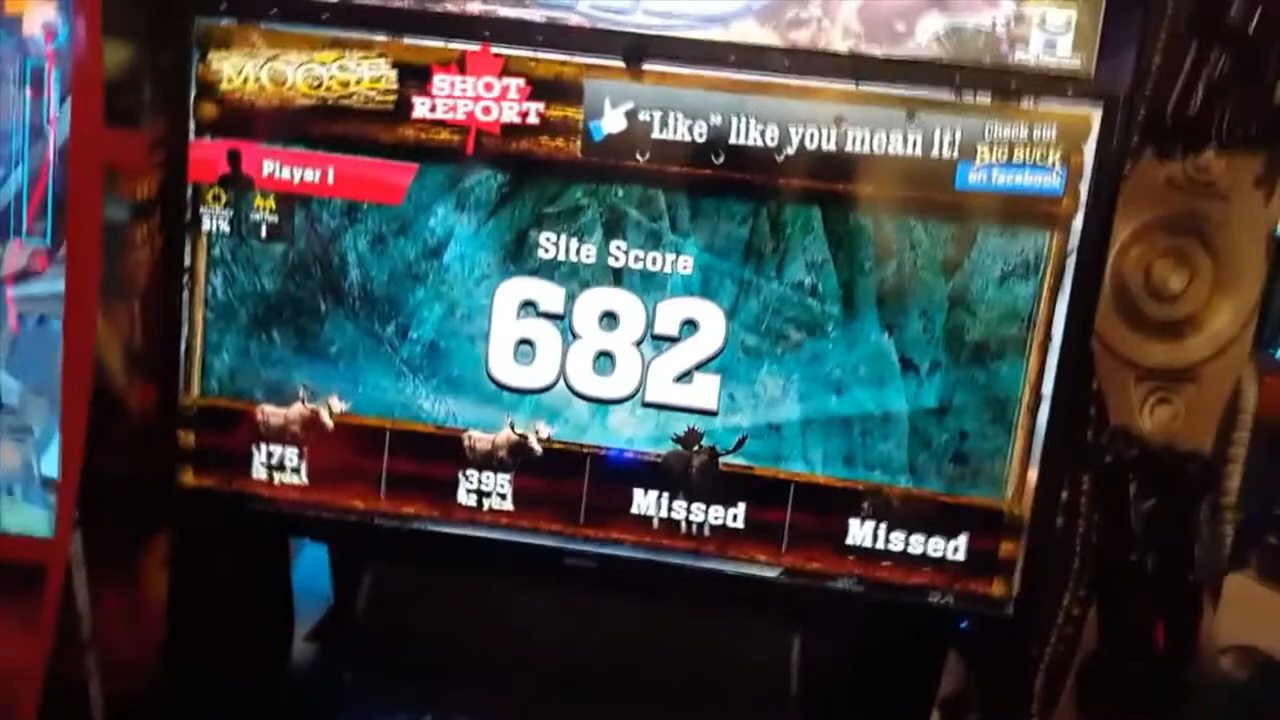 MOOSE
SHOT
REPORT
"Like" like you mean it!
Check out
BIG BUCK
on facebook
Player 1
1
Site Score
682
175
395
Missed
Missed